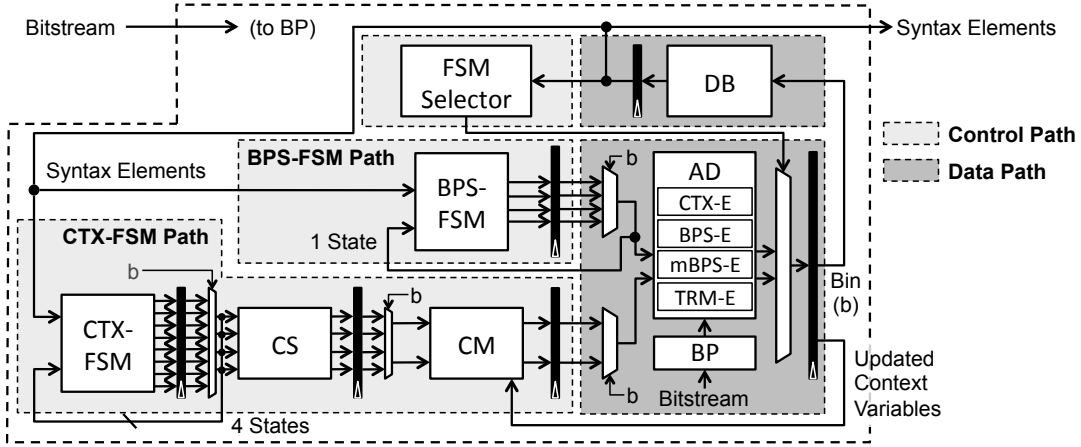 Bitstream
(to BP)
Syntax Elements
FSM
Selector
DB
Control Path
Data Path
BPS-FSM Path
Syntax Elements
BPS-
FSM
b
AD
CTX-E
BPS-E
mBPS-E
TRM-E
1 State
CTX-FSM Path
b
b
Bin
(b)
CTX-
FSM
CS
CM
BP
b
Bitstream
Updated
Context
Variables
4 States